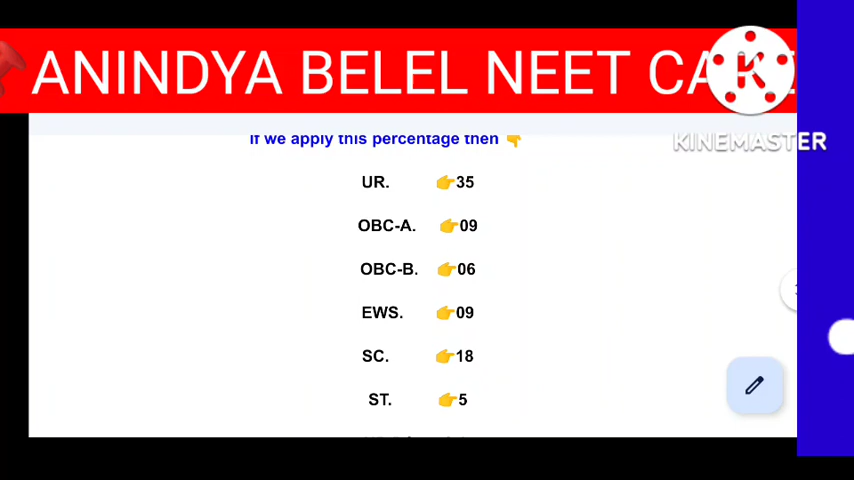 ANINDYA BELEL NEET CA
KINEMASTER
If we apply this percentage then 👇
UR. 👉35
OBC-A. 👉09
OBC-B. 👉06
EWS. 👉09
SC. 👉18
ST. 👉5